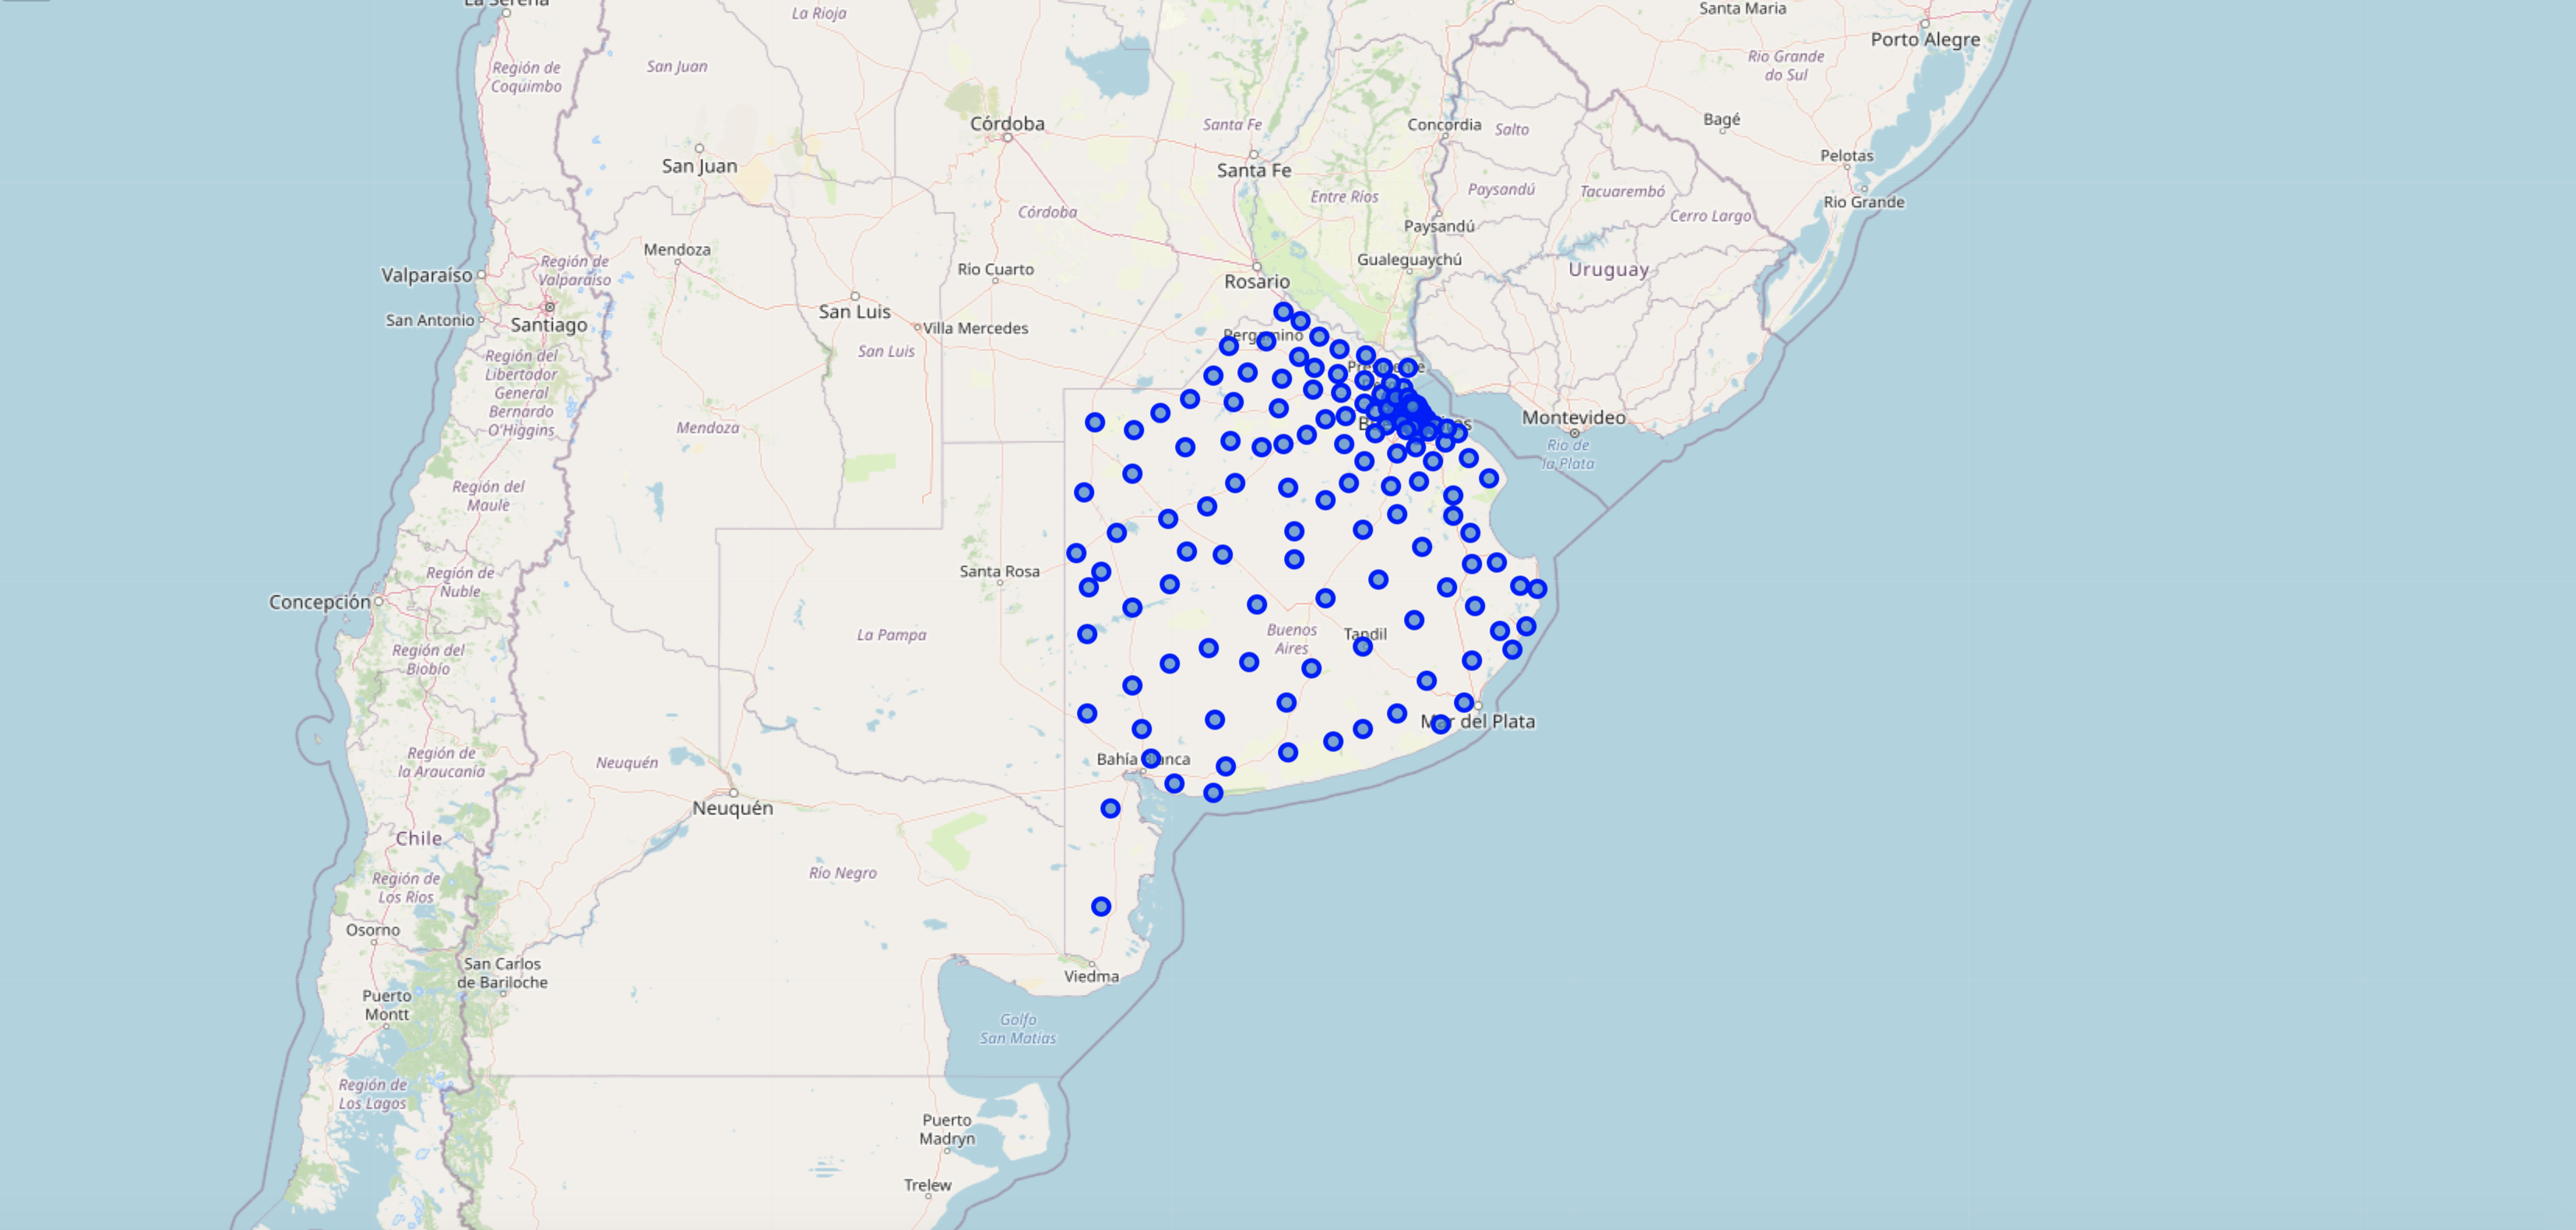 La Serena
La Rioja
Santa Maria
Porto Alegre
Región de
Coquimbo
San Juan
Rio Grande
do Sul
Córdoba
Santa Fe
Concordia
Salto
Bagé
San Juan
Santa Fe
Pelotas
Entre Ríos
Paysandú
Tacuarembó
Rio Grande
Córdoba
Cerro Largo
Paysandú
Mendoza
Valparaíso
Región de
Valparaíso
Río Cuarto
Gualeguaychú
Uruguay
Rosario
San Antonio
Santiago
San Luis
Villa Mercedes
Pergamino
San Luis
Región del
Libertador
General
Bernardo
O'Higgins
Mendoza
Montevideo
Río de
la Plata
Región del
Maule
Santa Rosa
Región de
Ñuble
Concepción
La Pampa
Buenos
Aires
Tandil
Región del
Biobío
Mar del Plata
Región de
la Araucanía
Neuquén
Bahía Blanca
Neuquén
Chile
Río Negro
Región de
Los Ríos
Osorno
San Carlos
de Bariloche
Viedma
Puerto
Montt
Golfo
San Matías
Región de
Los Lagos
Puerto
Madryn
Trelew